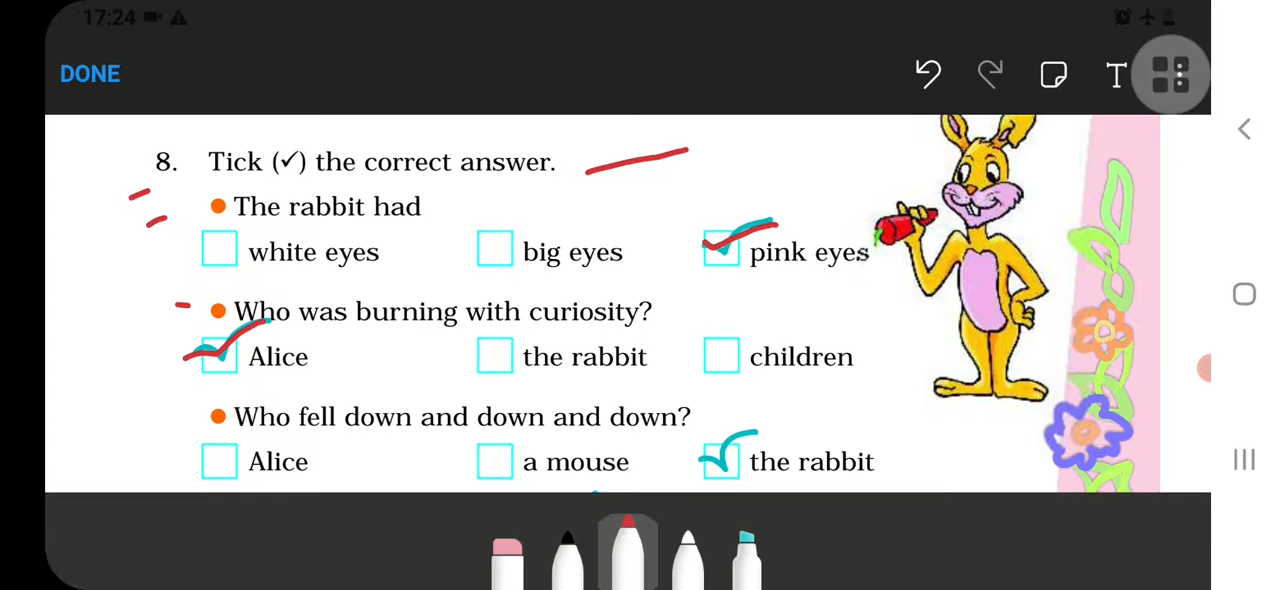 17:24
DONE
T
8. Tick (✓) the correct answer.
● The rabbit had
white eyes big eyes pink eyes
● Who was burning with curiosity?
Alice the rabbit children
● Who fell down and down and down?
Alice a mouse the rabbit